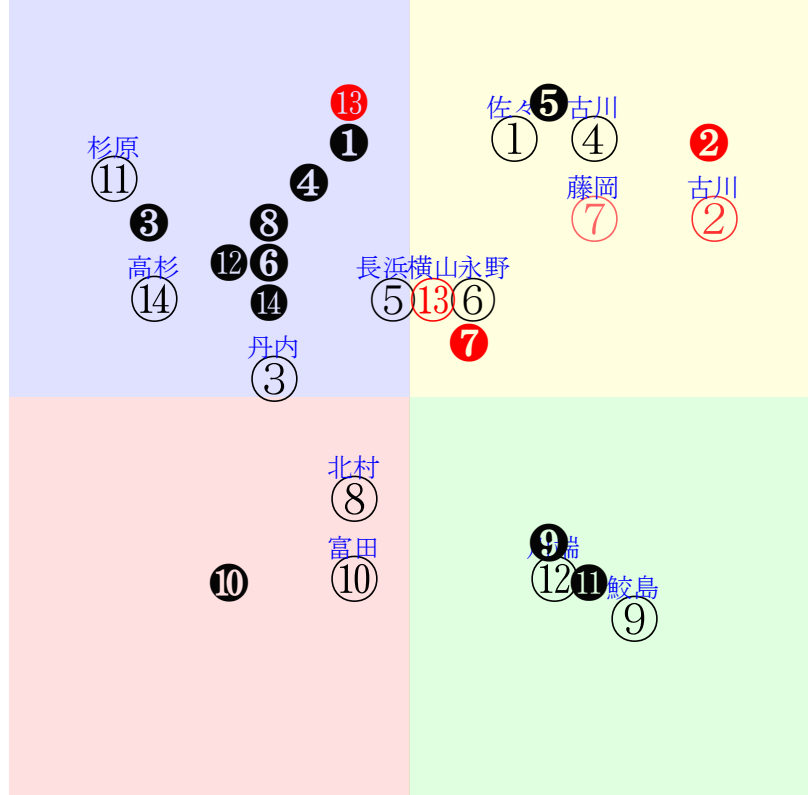 ⓭
佐々 ❺ 古川
杉原 ❶ ① ④ ❷
⑪ ❹ 藤岡 古川
❸ ❽ ⑦ ②
高杉 ⓬ ❻ 長浜 横山 永野
⑭ ⓮ ⑤ ⑬ ⑥
丹内 ❼
③
北村
⑧
富田 ❾ 端
❿ ⑩ ⑫ ⓫ 鮫島
⑨